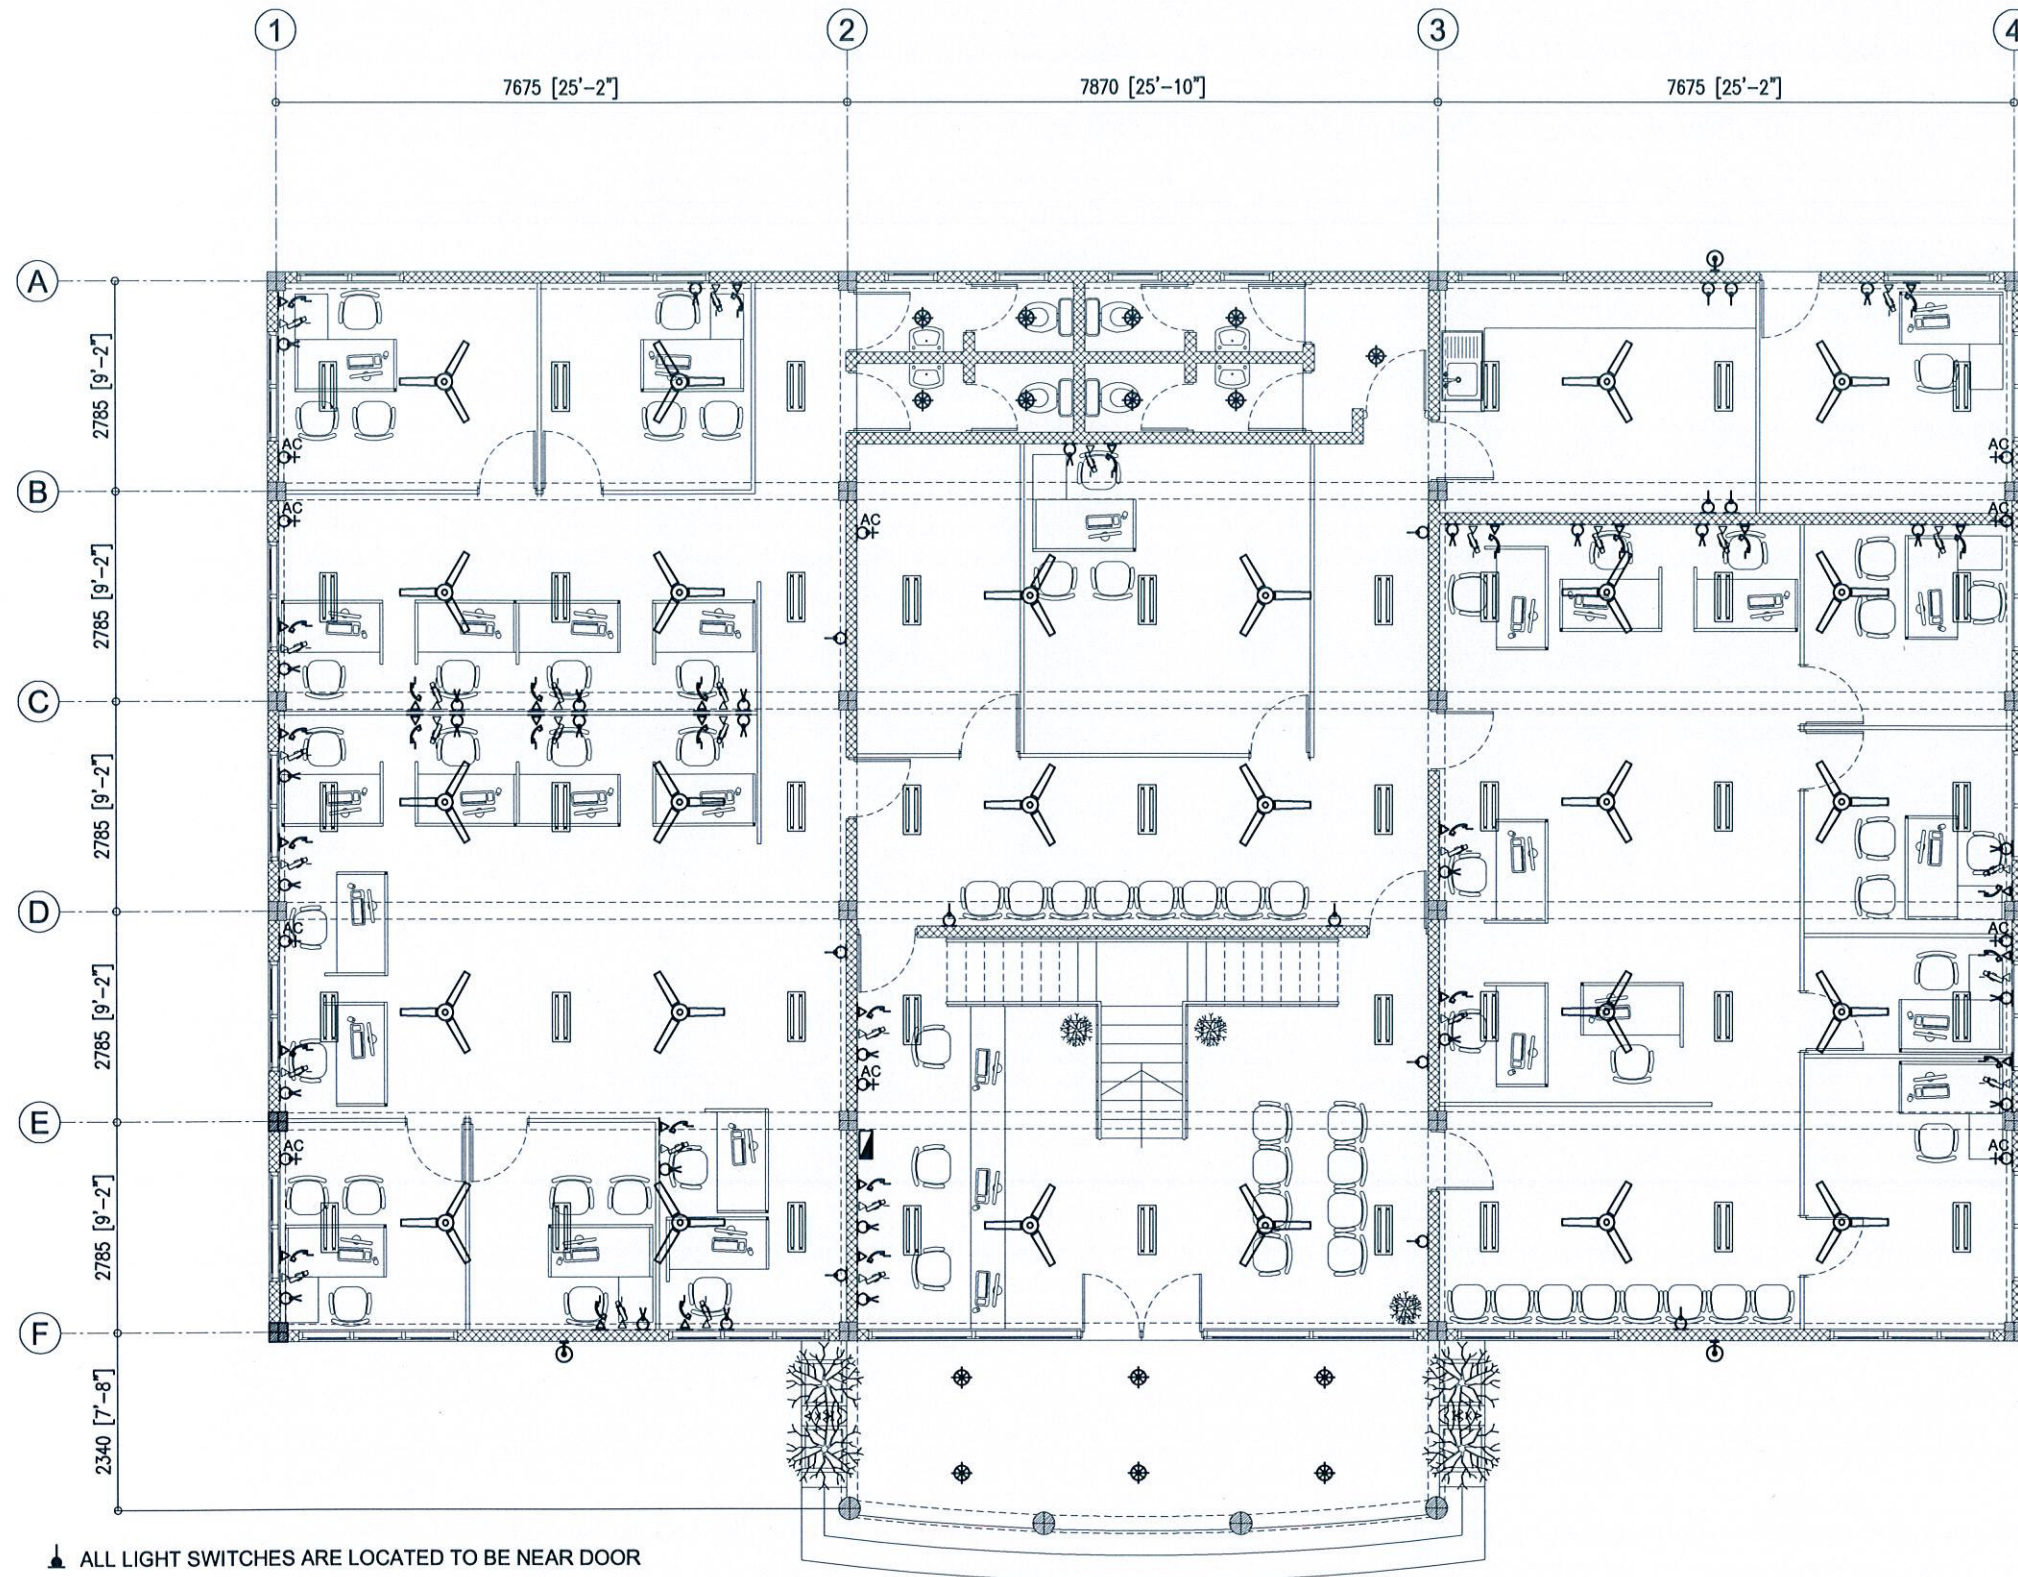 1 2 3 4
7675 [25'-2"] 7870 [25'-10"] 7675 [25'-2"]
A
2785 [9'-2"]
AC AC
B
AC AC AC
2785 [9'-2"]
C
2785 [9'-2"]
D
AC AC
2785 [9'-2"]
AC
E
AC AC
2785 [9'-2"]
F
2340 [7'-8"]
ALL LIGHT SWITCHES ARE LOCATED TO BE NEAR DOOR